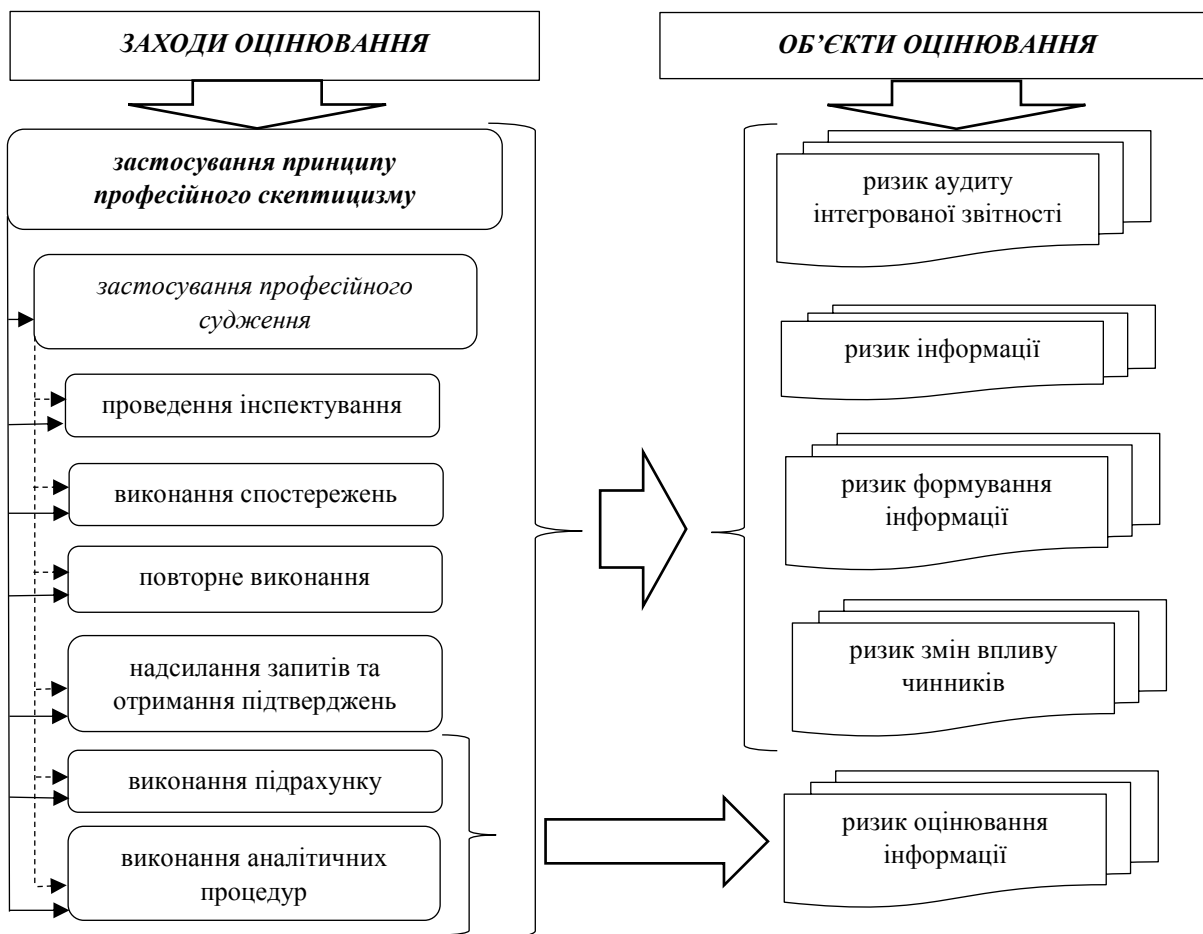 ЗАХОДИ ОЦІНЮВАННЯ
застосування принципу
професійного скептицизму
застосування професійного
судження
проведення інспектування
виконання спостережень
повторне виконання
надсилання запитів та
отримання підтверджень
виконання підрахунку
виконання аналітичних
процедур
ОБ’ЄКТИ ОЦІНЮВАННЯ
ризик аудиту
інтегрованої звітності
ризик інформації
ризик формування
інформації
ризик змін впливу
чинників
ризик оцінювання
інформації